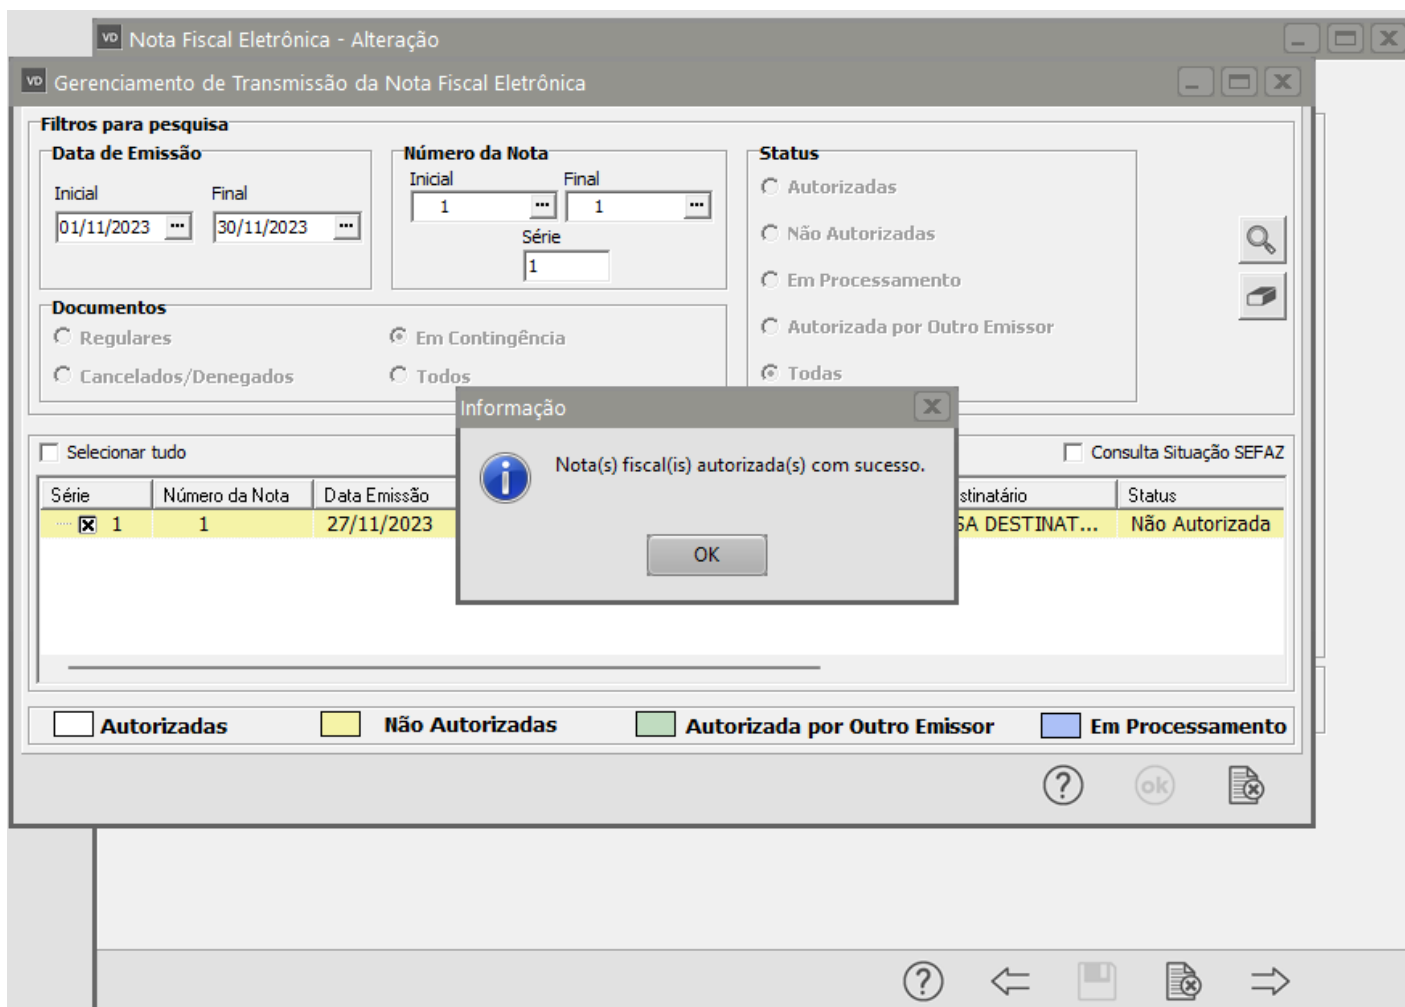 VD Nota Fiscal Eletrônica - Alteração
VD Gerenciamento de Transmissão da Nota Fiscal Eletrônica
Filtros para pesquisa
Data de Emissão
Inicial Final
01/11/2023 ... 30/11/2023 ...
Número da Nota
Inicial Final
1 ... 1 ...
Série
1
Status
Autorizadas
Não Autorizadas
Em Processamento
Autorizada por Outro Emissor
Todas
Documentos
Regulares Em Contingência
Cancelados/Denegados Todos
Informação
Nota(s) fiscal(is) autorizada(s) com sucesso.
OK
Selecionar tudo Consulta Situação SEFAZ
Série Número da Nota Data Emissão stinatário Status
1 1 27/11/2023 SA DESTINAT... Não Autorizada
Autorizadas Não Autorizadas Autorizada por Outro Emissor Em Processamento
? ok
?